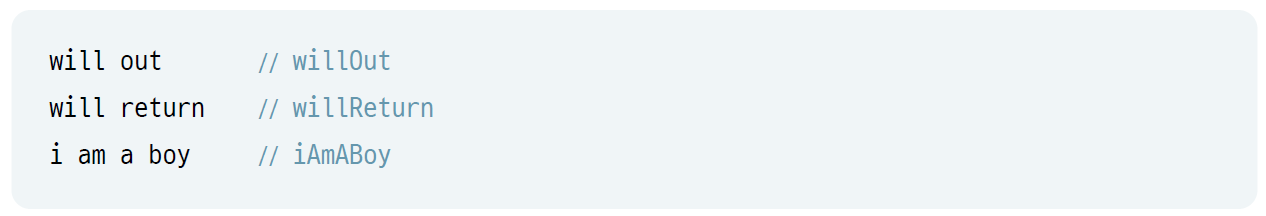 will out // willOut
will return // willReturn
i am a boy // iAmABoy